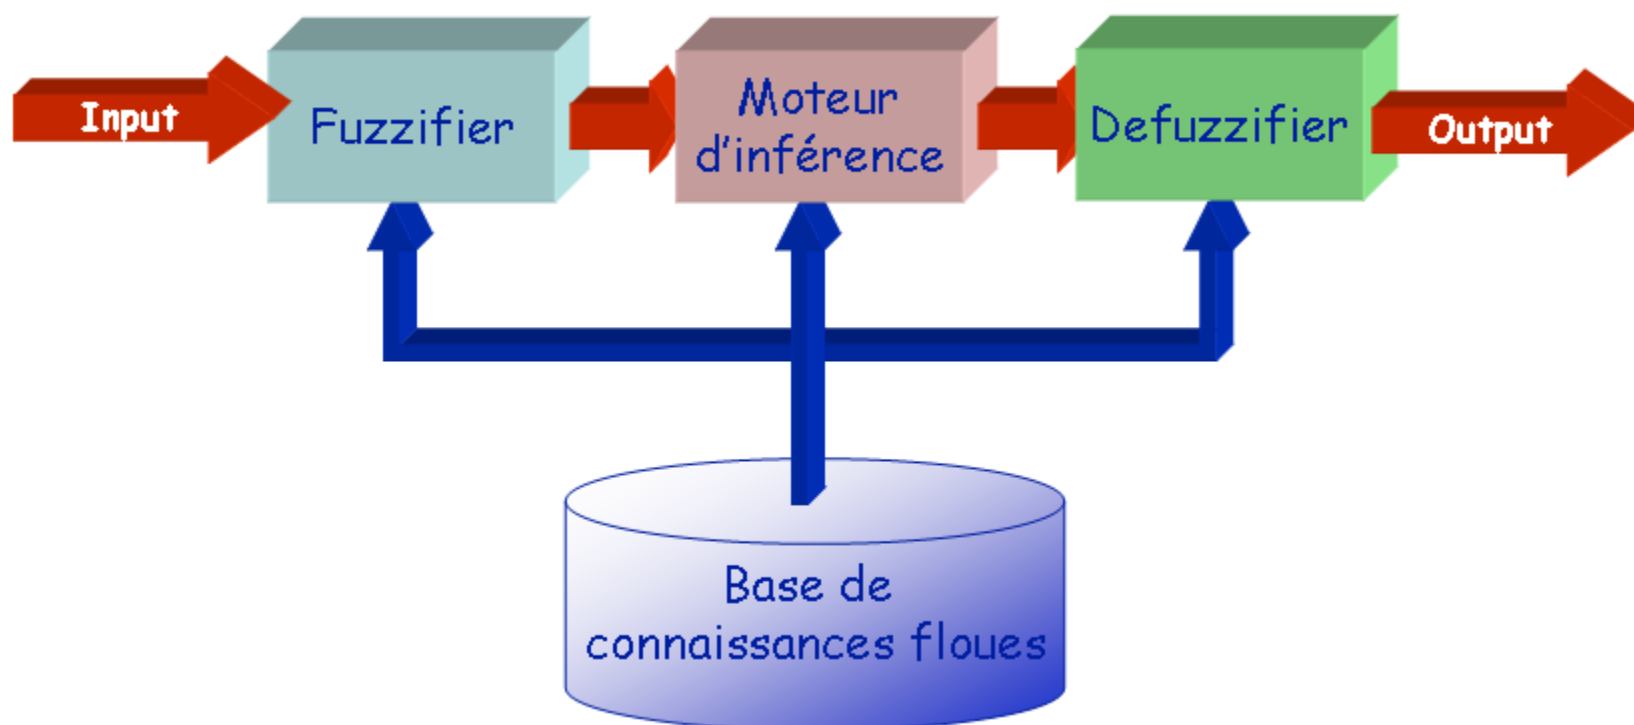 Input
Fuzzifier
Moteur
d'inférence
Defuzzifier
Output
Base de
connaissances floues